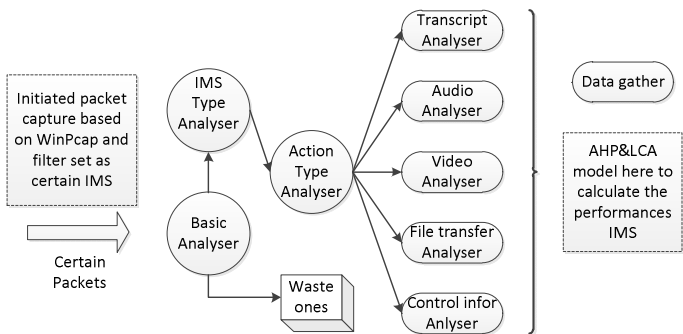 Initiated packet
capture based
on WinPcap and
filter set as
certain IMS
Certain
Packets
IMS
Type
Analyser
Basic
Analyser
Waste
ones
Action
Type
Analyser
Transcript
Analyser
Audio
Analyser
Video
Analyser
File transfer
Analyser
Control infor
Anlyser
Data gather
AHP&LCA
model here to
calculate the
performances
IMS